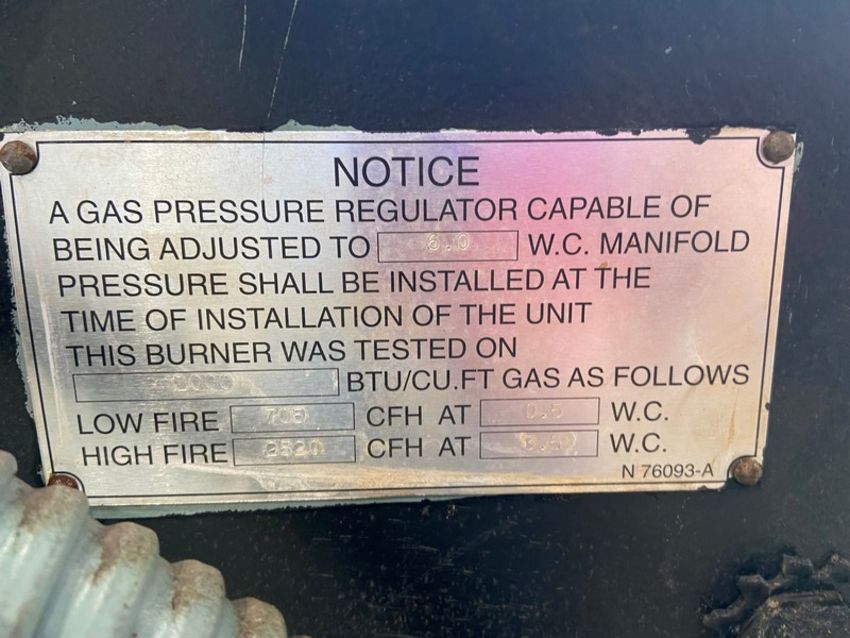 NOTICE
A GAS PRESSURE REGULATOR CAPABLE OF
BEING ADJUSTED TO W.C. MANIFOLD
PRESSURE SHALL BE INSTALLED AT THE
TIME OF INSTALLATION OF THE UNIT
THIS BURNER WAS TESTED ON
BTU/CU.FT GAS AS FOLLOWS
LOW FIRE CFH AT 0.5 W.C.
HIGH FIRE 2520 CFH AT W.C.
N 76093-A